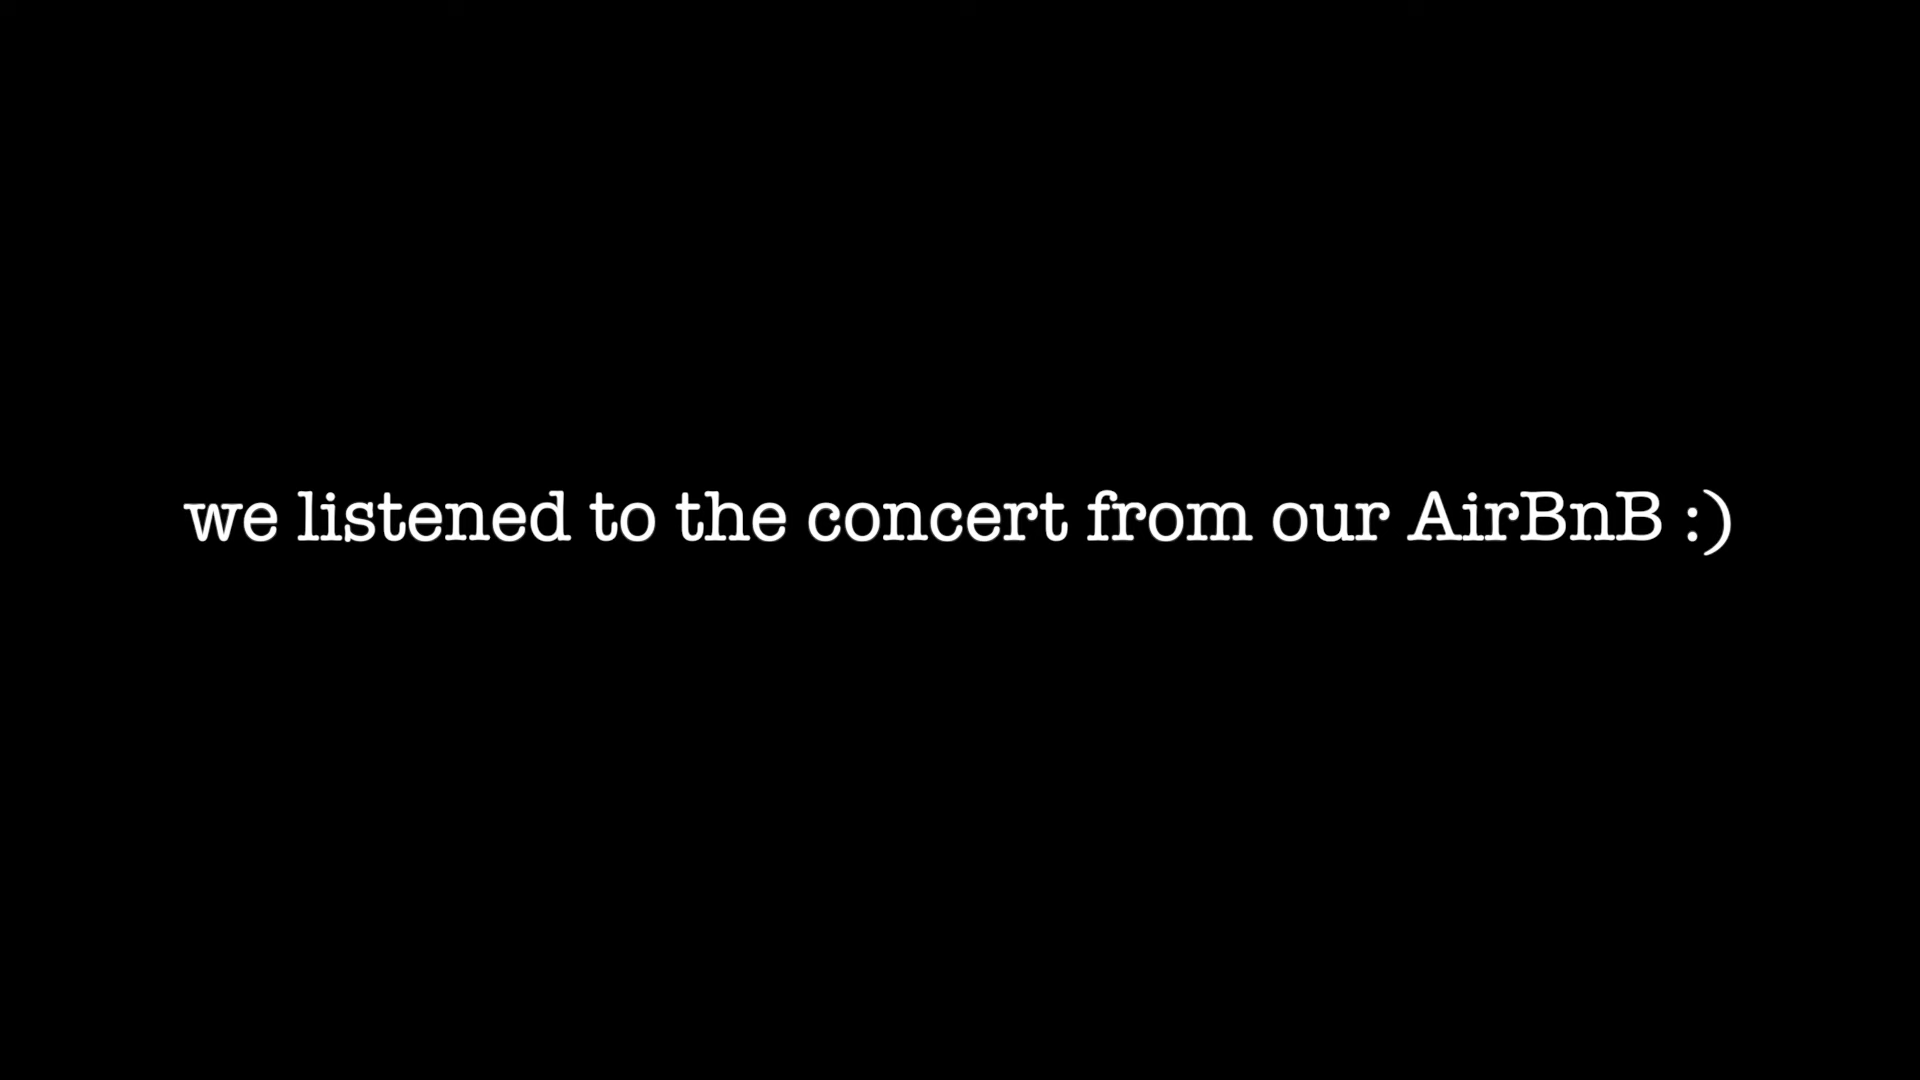 we listened to the concert from our AirBnB :)